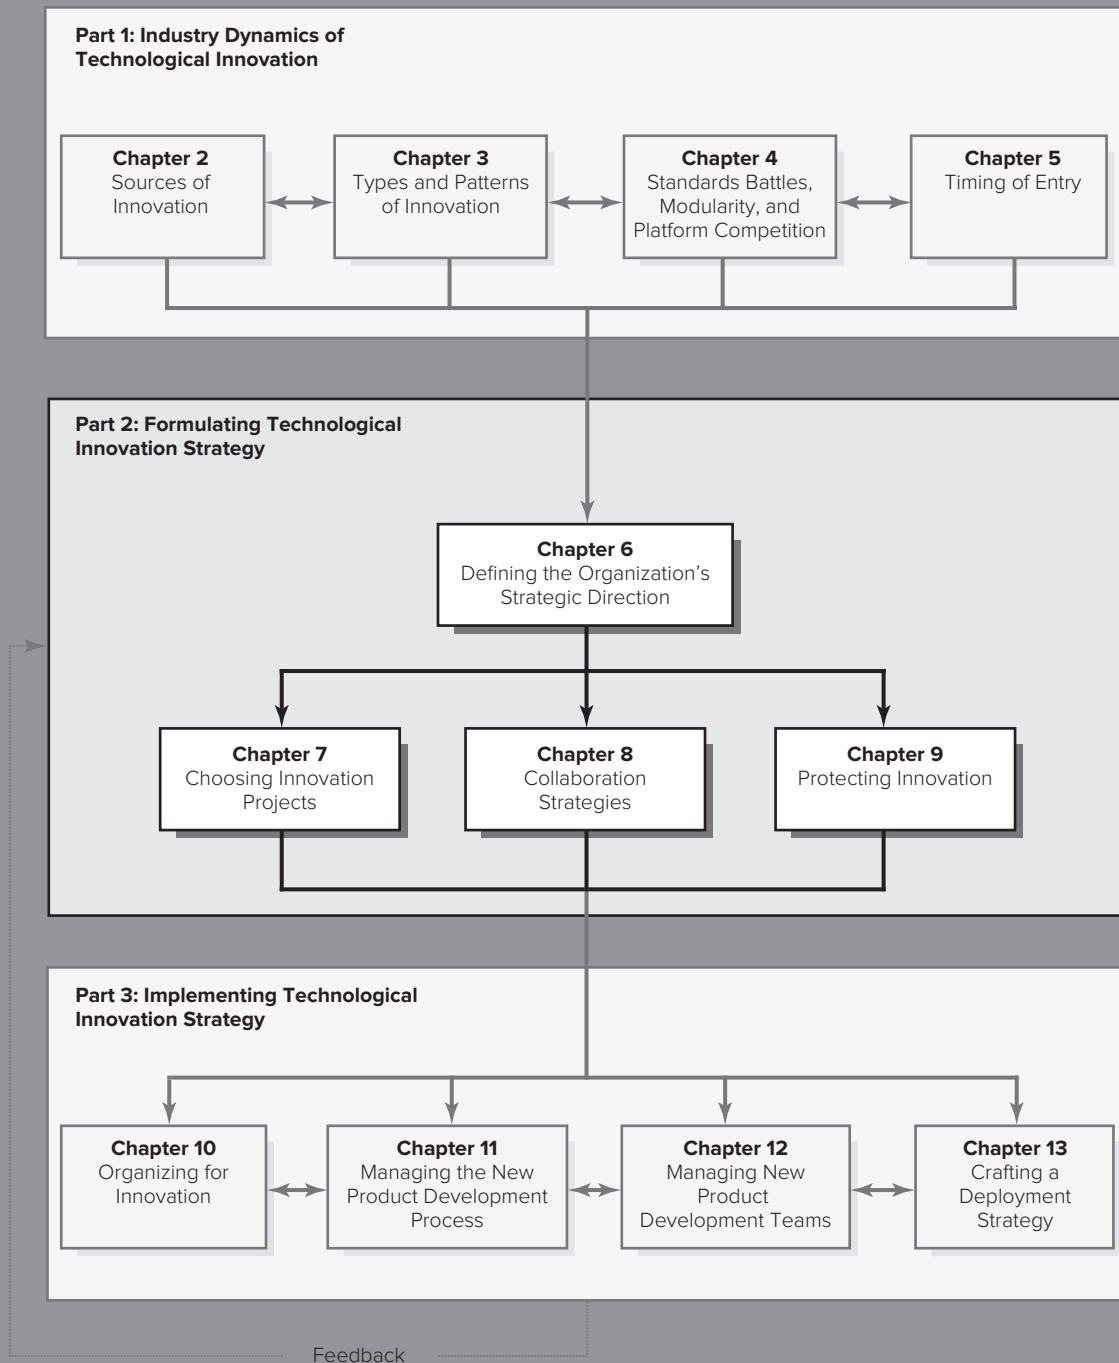 Part 1: Industry Dynamics of
Technological Innovation
Chapter 2
Sources of
Innovation
Chapter 3
Types and Patterns
of Innovation
Chapter 4
Standards Battles,
Modularity, and
Platform Competition
Chapter 5
Timing of Entry
Part 2: Formulating Technological
Innovation Strategy
Chapter 6
Defining the Organization’s
Strategic Direction
Chapter 7
Choosing Innovation
Projects
Chapter 8
Collaboration
Strategies
Chapter 9
Protecting Innovation
Part 3: Implementing Technological
Innovation Strategy
Chapter 10
Organizing for
Innovation
Chapter 11
Managing the New
Product Development
Process
Chapter 12
Managing New
Product
Development Teams
Chapter 13
Crafting a
Deployment
Strategy
Feedback